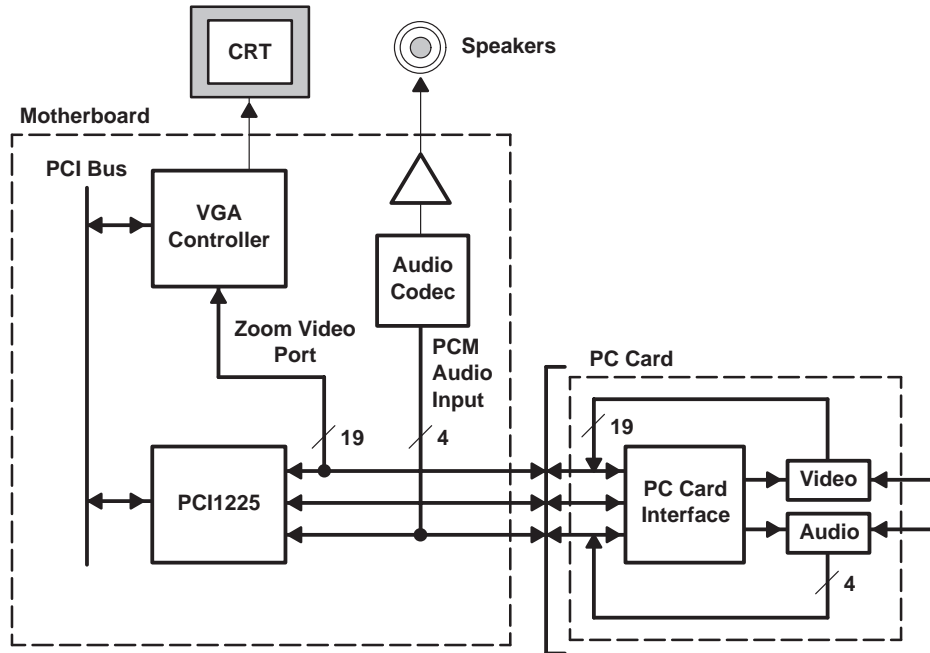 CRT
Speakers
Motherboard
PCI Bus
VGA
Controller
Audio
Codec
Zoom Video
Port
PCM
Audio
Input
PC Card
19
4
19
PCI1225
PC Card
Interface
Video
Audio
4